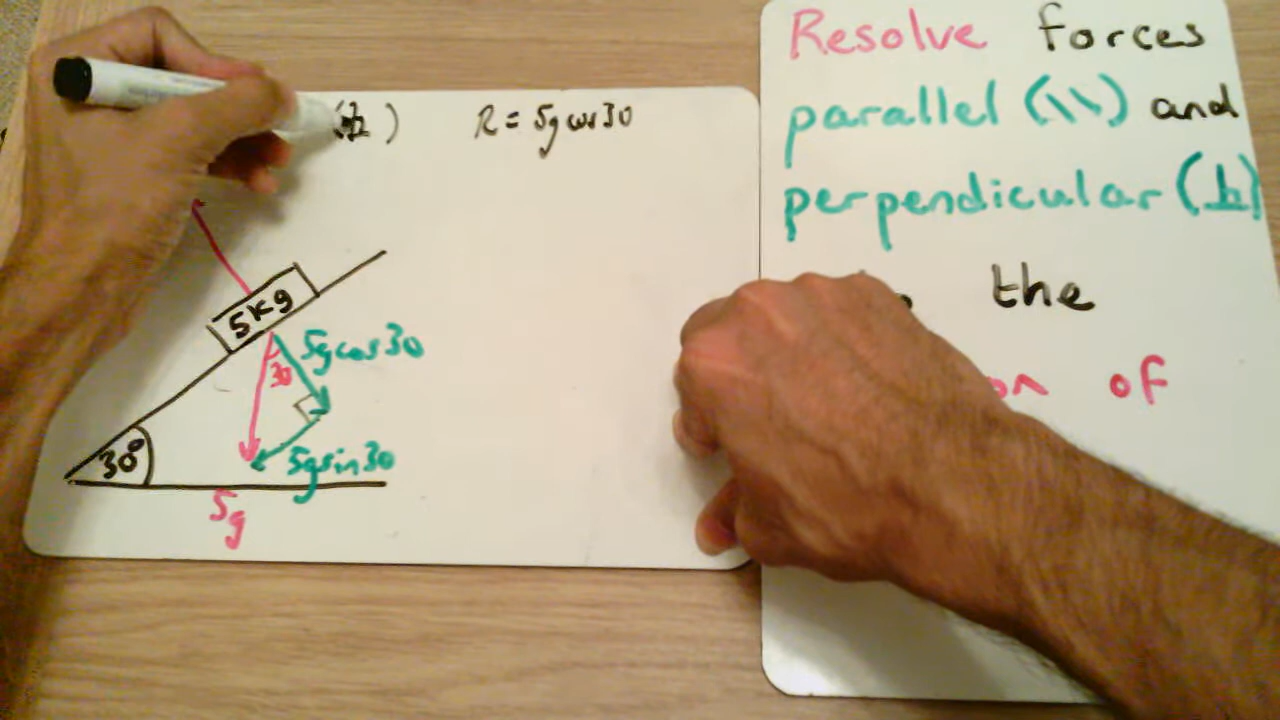 R = 5g cos 30
5kg
5g cos 30
30
30°
5g sin 30
5g
Resolve forces
parallel (\\) and
perpendicular (
the
of